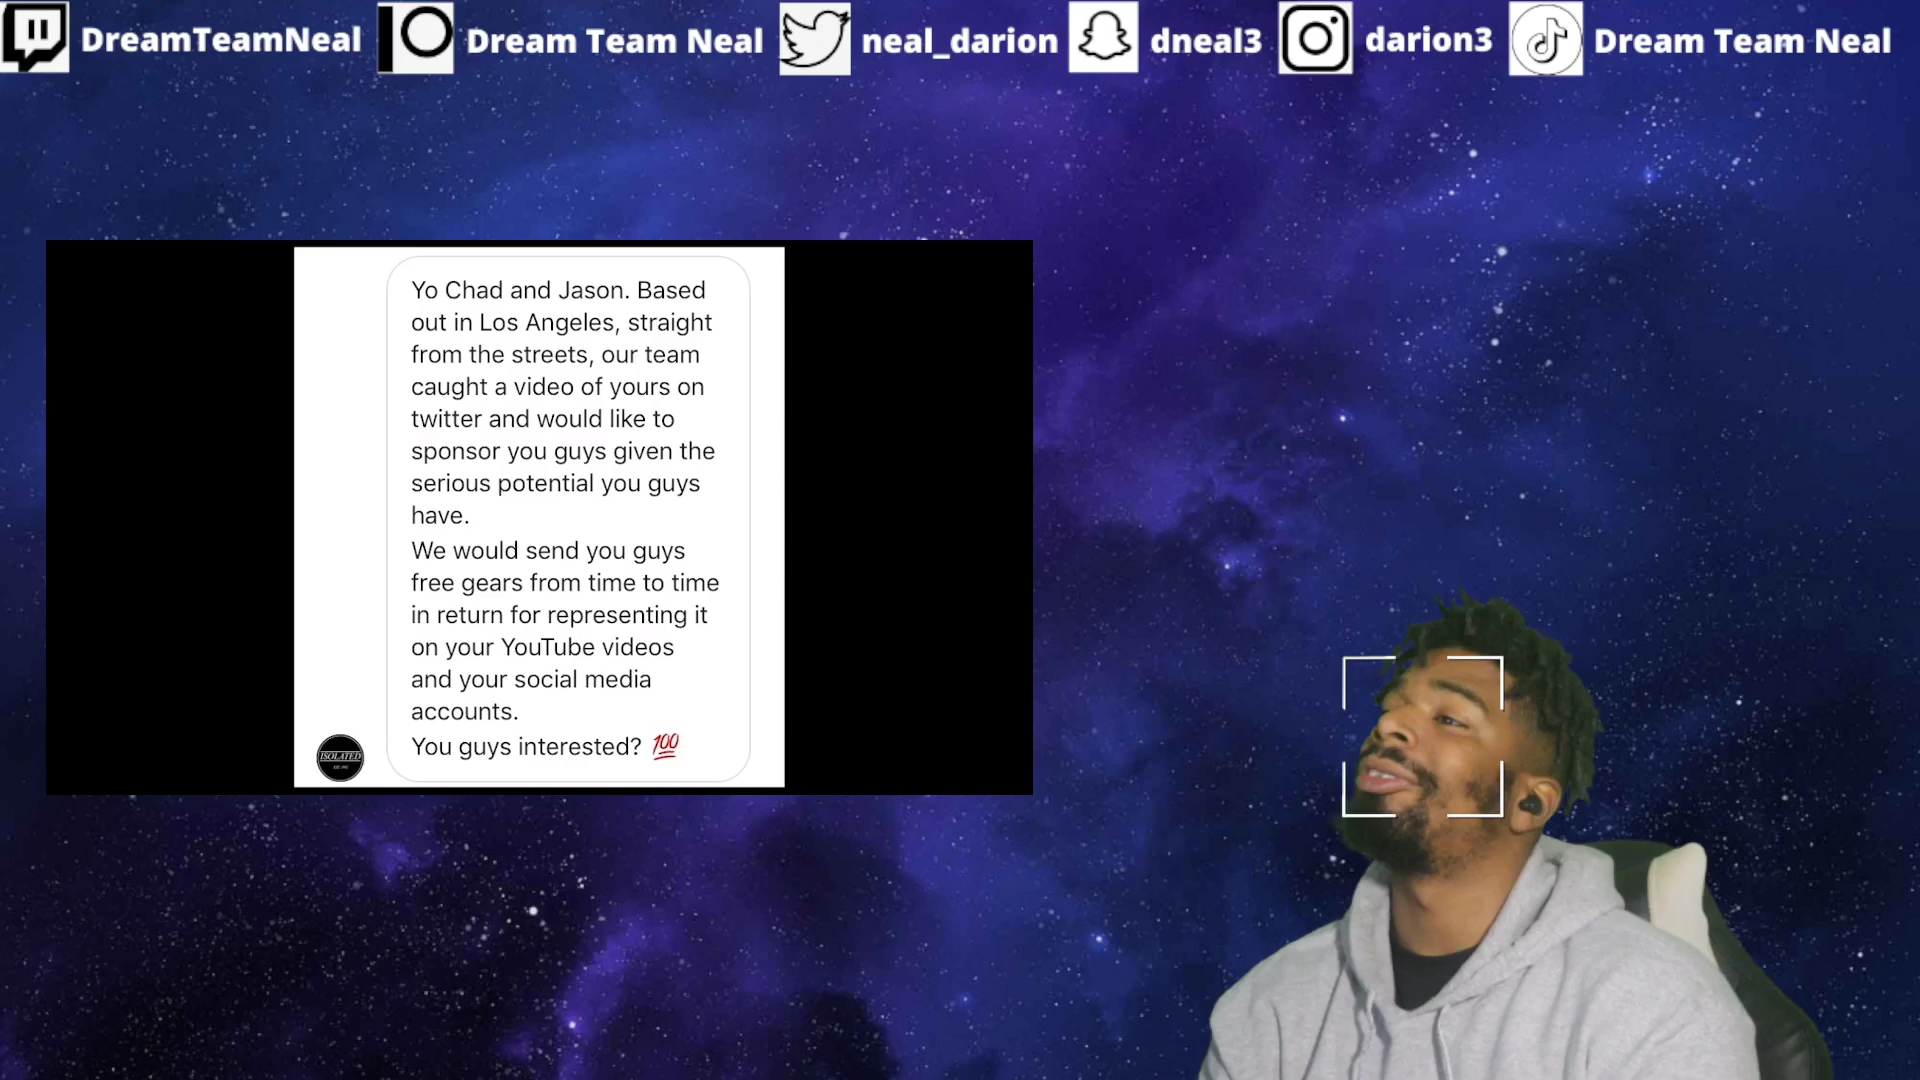 DreamTeamNeal
Dream Team Neal
neal_darion
dneal3
darion3
Dream Team Neal
Yo Chad and Jason. Based
out in Los Angeles, straight
from the streets, our team
caught a video of yours on
twitter and would like to
sponsor you guys given the
serious potential you guys
have.
We would send you guys
free gears from time to time
in return for representing it
on your YouTube videos
and your social media
accounts.
You guys interested? 💯
ISOLATED